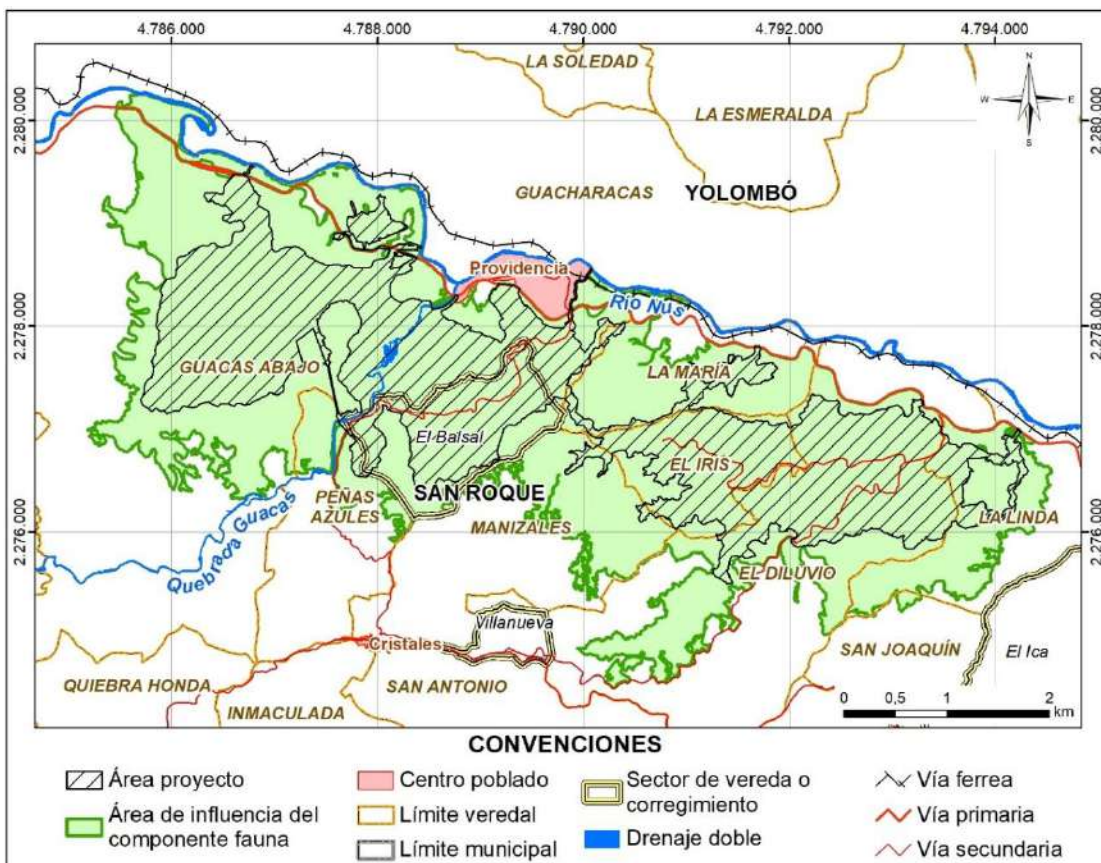 4.786.000
4.788.000
4.790.000
4.792.000
4.794.000
LA SOLEDAD
N
W
E
S
2.280.000
2.280.000
LA ESMERALDA
GUACHARACAS
YOLOMBÓ
Providencia
Río Nus
2.278.000
2.278.000
GUACAS ABAJO
LA MARÍA
El Balsal
EL IRIS
SAN ROQUE
PEÑAS
AZULES
MANIZALES
LA LINDA
2.276.000
2.276.000
Quebrada Guacas
EL DILUVIO
Villanueva
Cristales
SAN JOAQUÍN
El Ica
QUIEBRA HONDA
SAN ANTONIO
INMACULADA
0
0,5
1
2
km
CONVENCIONES
Área proyecto
Área de influencia del
componente fauna
Centro poblado
Límite veredal
Límite municipal
Sector de vereda o
corregimiento
Drenaje doble
Vía ferrea
Vía primaria
Vía secundaria